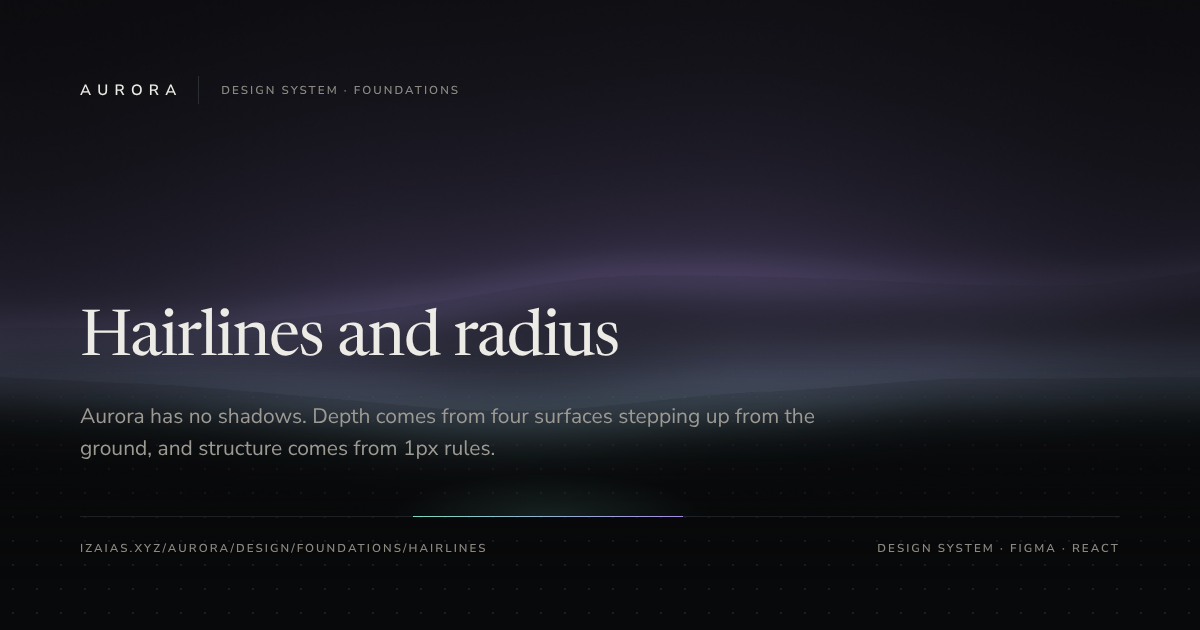 AURORA
DESIGN SYSTEM · FOUNDATIONS
Hairlines and radius
Aurora has no shadows. Depth comes from four surfaces stepping up from the
ground, and structure comes from 1px rules.
IZAIAS.XYZ/AURORA/DESIGN/FOUNDATIONS/HAIRLINES
DESIGN SYSTEM · FIGMA · REACT